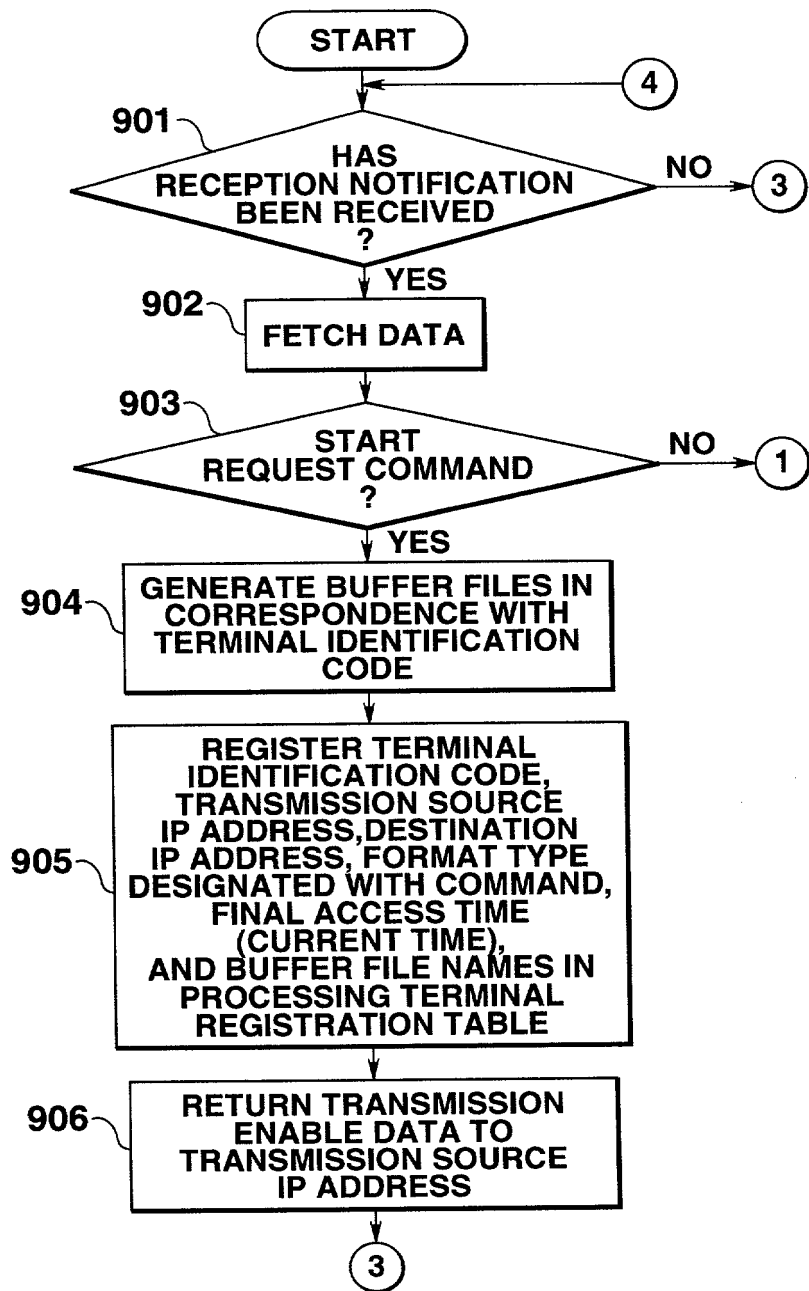 START
4
901
HAS
RECEPTION NOTIFICATION
BEEN RECEIVED
?
NO
3
YES
902
FETCH DATA
903
START
REQUEST COMMAND
?
NO
1
YES
904
GENERATE BUFFER FILES IN
CORRESPONDENCE WITH
TERMINAL IDENTIFICATION
CODE
905
REGISTER TERMINAL
IDENTIFICATION CODE,
TRANSMISSION SOURCE
IP ADDRESS,DESTINATION
IP ADDRESS, FORMAT TYPE
DESIGNATED WITH COMMAND,
FINAL ACCESS TIME
(CURRENT TIME),
AND BUFFER FILE NAMES IN
PROCESSING TERMINAL
REGISTRATION TABLE
906
RETURN TRANSMISSION
ENABLE DATA TO
TRANSMISSION SOURCE
IP ADDRESS
3